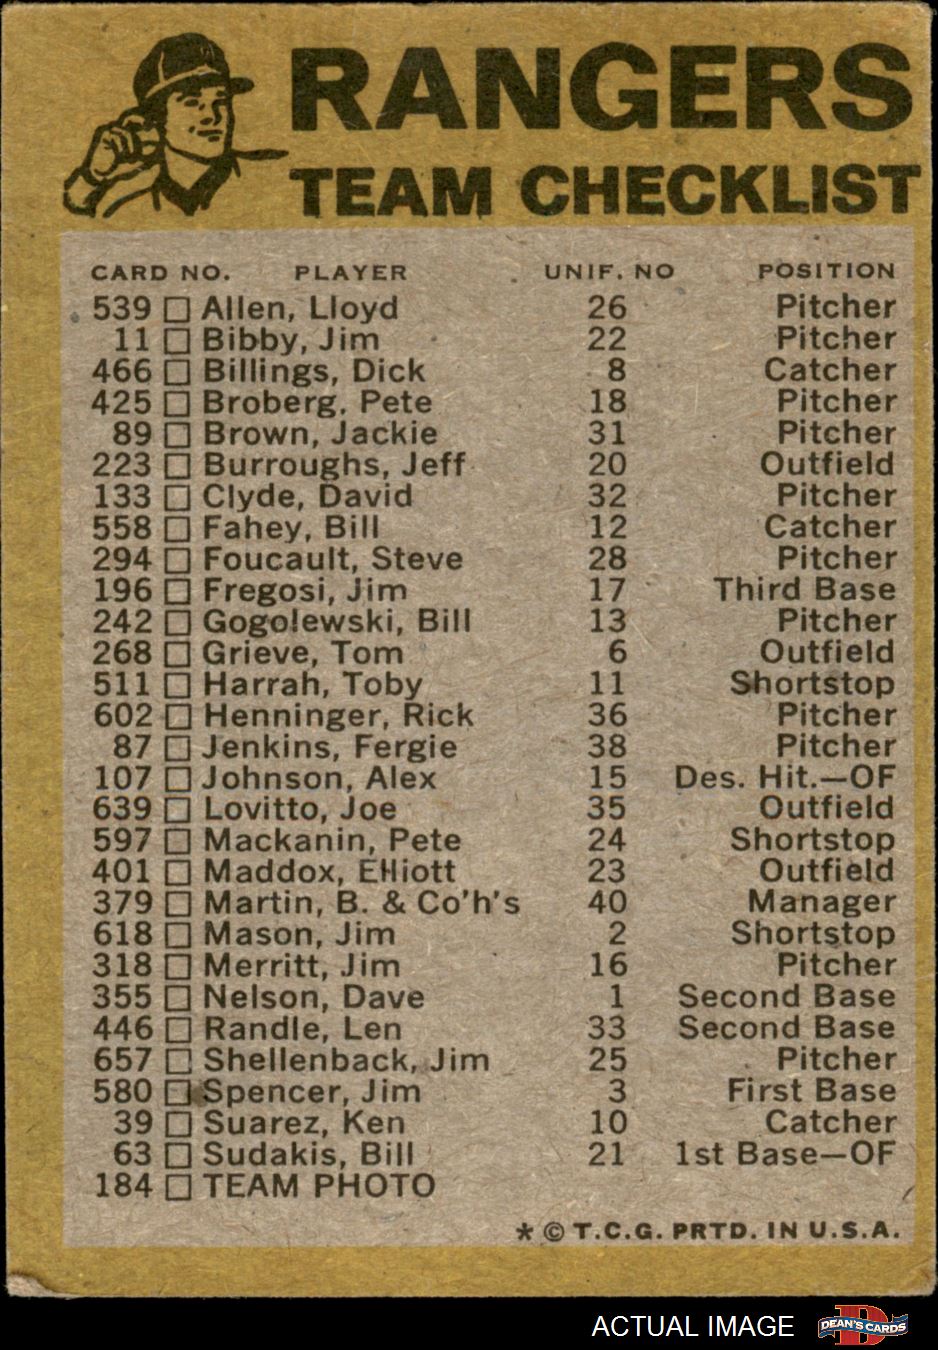 RANGERS
TEAM CHECKLIST
CARD NO. PLAYER UNIF. NO POSITION
539 Allen, Lloyd 26 Pitcher
11 Bibby, Jim 22 Pitcher
466 Billings, Dick 8 Catcher
425 Broberg. Pete 18 Pitcher
89 Brown, Jackie 31 Pitcher
223 Burroughs, Jeff 20 Outfield
133 Clyde, David 32 Pitcher
558 Fahey, Bill 12 Catcher
294 Foucault, Steve 28 Pitcher
196 Fregosi, Jim 17 Third Base
242 Gogolewski, Bill 13 Pitcher
268 Grieve, Tom 6 Outfield
511 Harrah, Toby 11 Shortstop
602 Henninger, Rick 36 Pitcher
87 Jenkins, Fergie 38 Pitcher
107 Johnson, Alex 15 Des. Hit.—OF
639 Lovitto, Joe 35 Outfield
597 Mackanin, Pete 24 Shortstop
401 Maddox, Elliott 23 Outfield
379 Martin, B. & Co'h's 40 Manager
618 Mason, Jim 2 Shortstop
318 Merritt, Jim 16 Pitcher
355 Nelson, Dave 1 Second Base
446 Randle, Len 33 Second Base
657 Shellenback, Jim 25 Pitcher
580 Spencer, Jim 3 First Base
39 Suarez, Ken 10 Catcher
63 Sudakis, Bill 21 1st Base—OF
184 TEAM PHOTO
* © T.C.G. PRTD. IN U.S.A.
ACTUAL IMAGE DEAN'S CARDS